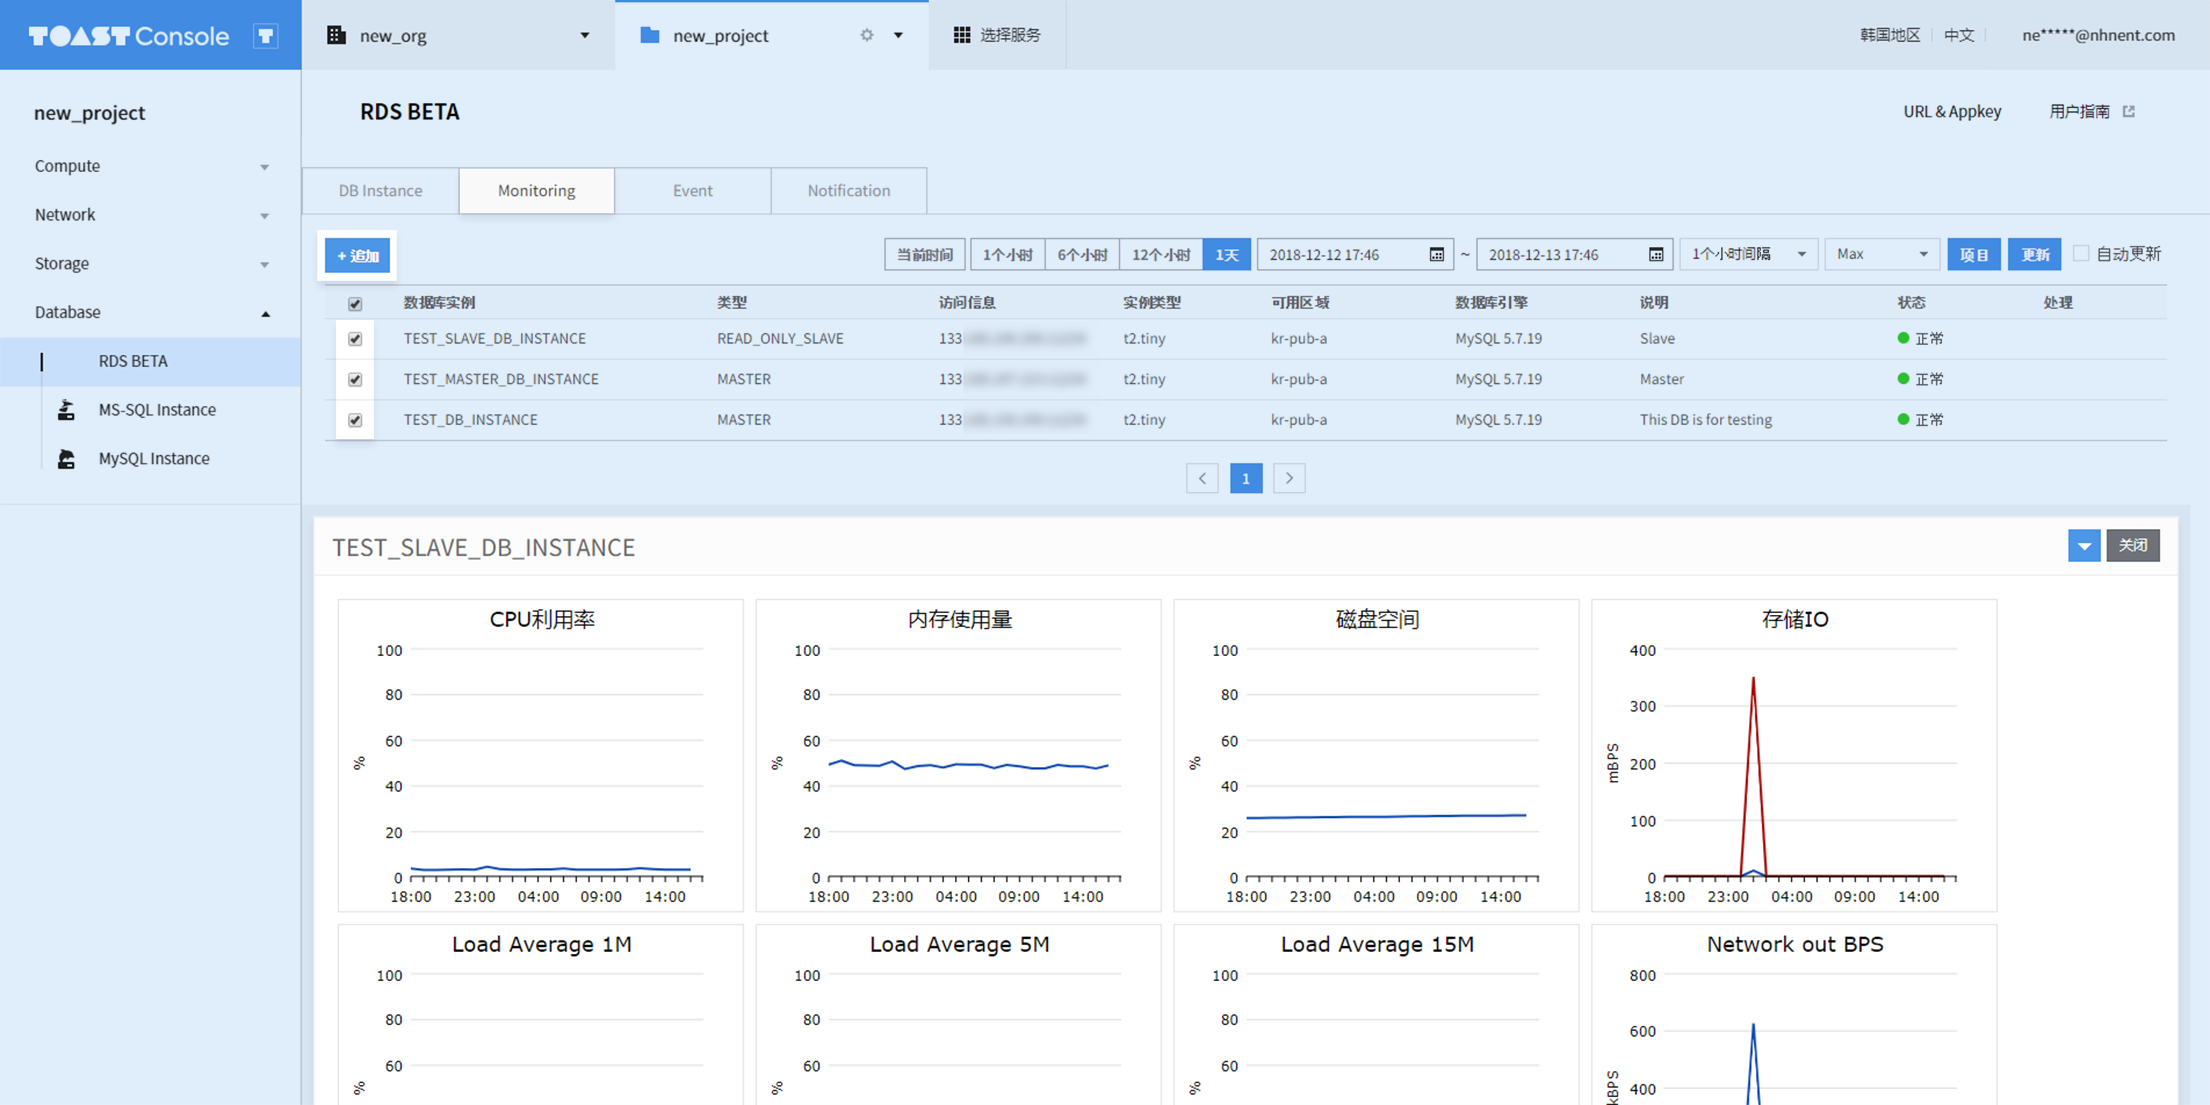 TOAST Console T
new_org
new_project
选择服务
韩国地区 中文 ne*****@nhnent.com
new_project
Compute
Network
Storage
Database
RDS BETA
MS-SQL Instance
MySQL Instance
RDS BETA
URL & Appkey 用户指南
DB Instance Monitoring Event Notification
+ 追加
当前时间 1个小时 6个小时 12个小时 1天 2018-12-12 17:46 ~ 2018-12-13 17:46 1个小时间隔 Max 项目 更新 自动更新
数据库实例 类型 访问信息 实例类型 可用区域 数据库引擎 说明 状态 处理
TEST_SLAVE_DB_INSTANCE READ_ONLY_SLAVE 133 t2.tiny kr-pub-a MySQL 5.7.19 Slave 正常
TEST_MASTER_DB_INSTANCE MASTER 133 t2.tiny kr-pub-a MySQL 5.7.19 Master 正常
TEST_DB_INSTANCE MASTER 133 t2.tiny kr-pub-a MySQL 5.7.19 This DB is for testing 正常
< 1 >
TEST_SLAVE_DB_INSTANCE
关闭
CPU利用率
100
80
60
40
20
0
%
18:00 23:00 04:00 09:00 14:00
内存使用量
100
80
60
40
20
0
%
18:00 23:00 04:00 09:00 14:00
磁盘空间
100
80
60
40
20
0
%
18:00 23:00 04:00 09:00 14:00
存储IO
400
300
200
100
0
mBPS
18:00 23:00 04:00 09:00 14:00
Load Average 1M
100
80
60
%
Load Average 5M
100
80
60
%
Load Average 15M
100
80
60
%
Network out BPS
800
600
400
kBPS